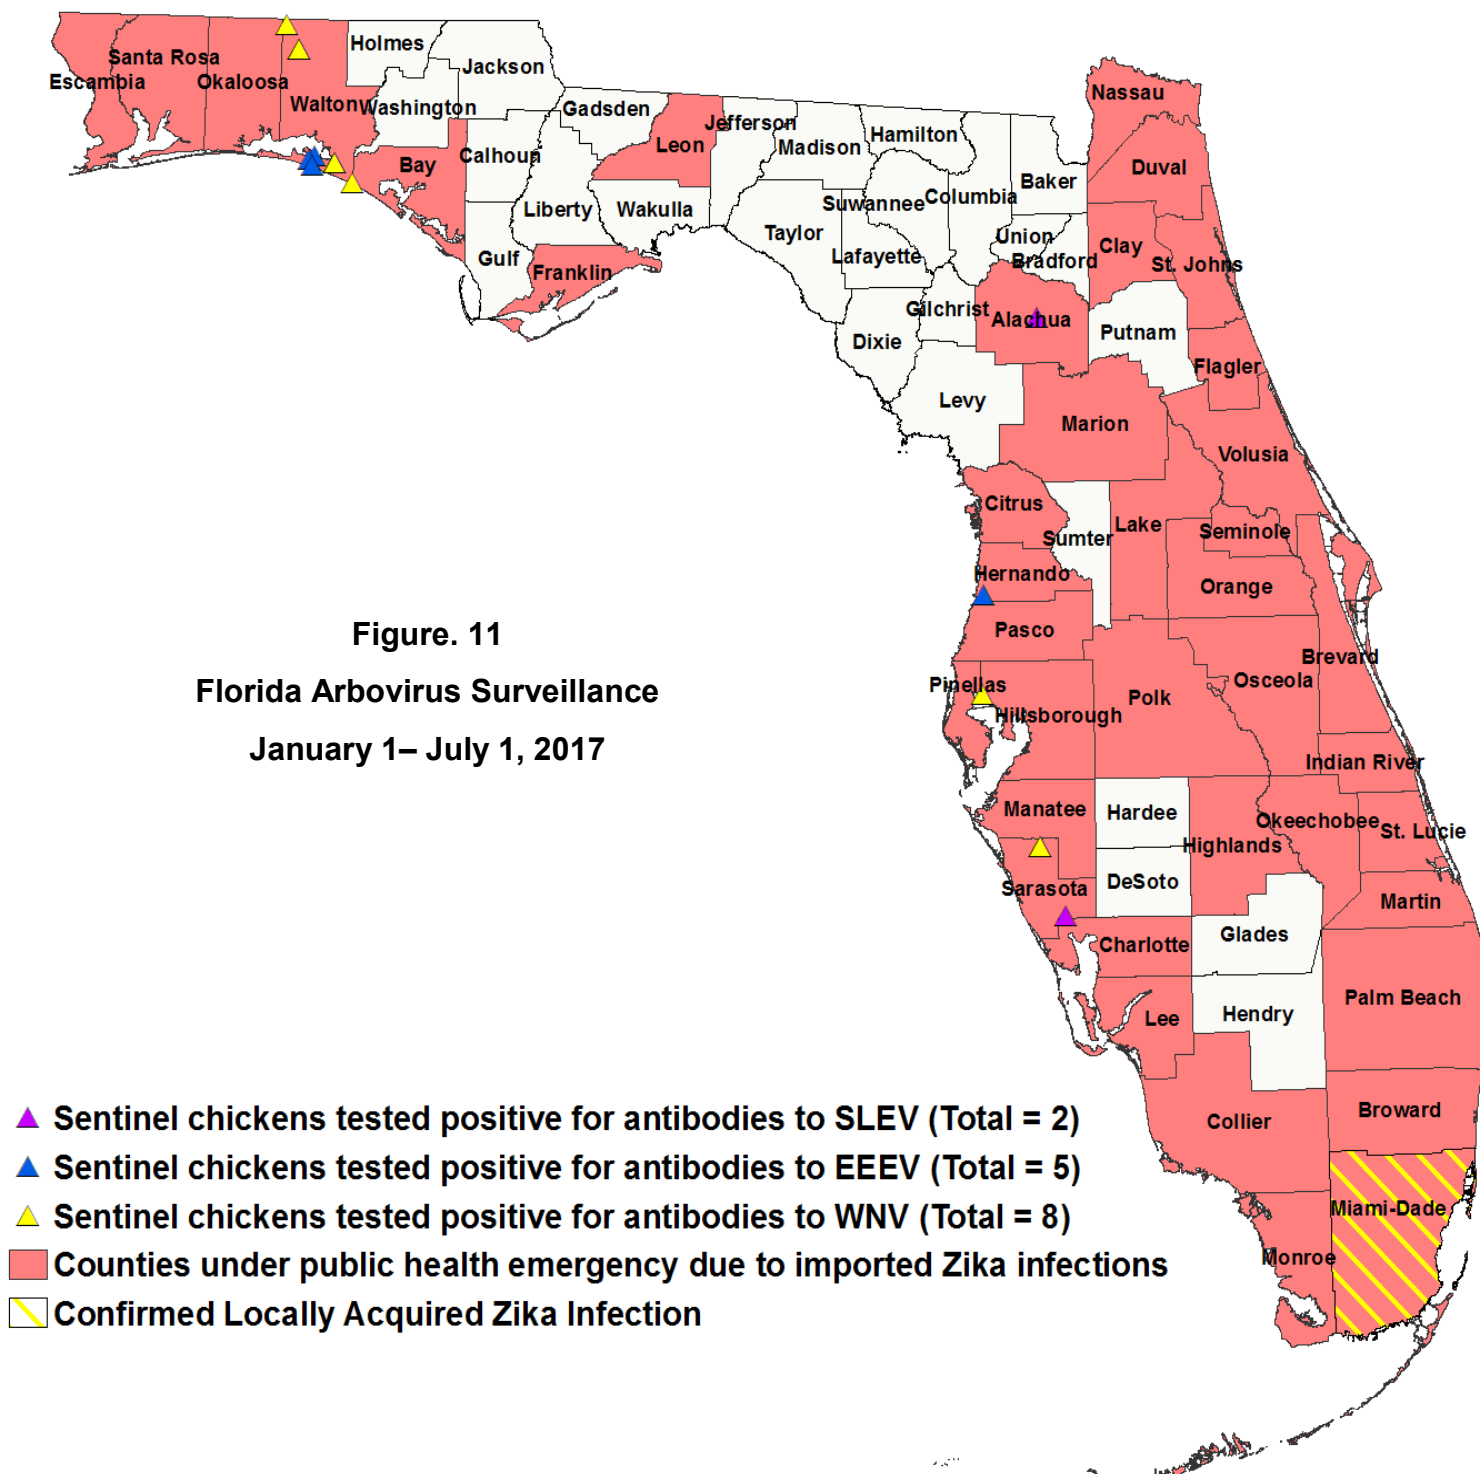 Holmes
Jackson
Santa Rosa
Escambia
Okaloosa
Walton
Washington
Gadsden
Jefferson
Leon
Madison
Hamilton
Nassau
Calhoun
Bay
Duval
Baker
Columbia
Suwannee
Liberty
Wakulla
Taylor
Union
Clay
Lafayette
Bradford
St. Johns
Gulf
Franklin
Gilchrist
Alachua
Putnam
Dixie
Flagler
Levy
Marion
Volusia
Citrus
Lake
Sumter
Seminole
Hernando
Orange
Pasco
Brevard
Osceola
Pinellas
Polk
Hillsborough
Indian River
Manatee
Hardee
Okeechobee
St. Lucie
Highlands
Sarasota
DeSoto
Martin
Glades
Charlotte
Palm Beach
Lee
Hendry
Broward
Collier
Miami-Dade
Monroe
Figure. 11
Florida Arbovirus Surveillance
January 1– July 1, 2017
Sentinel chickens tested positive for antibodies to SLEV (Total = 2)
Sentinel chickens tested positive for antibodies to EEEV (Total = 5)
Sentinel chickens tested positive for antibodies to WNV (Total = 8)
Counties under public health emergency due to imported Zika infections
Confirmed Locally Acquired Zika Infection